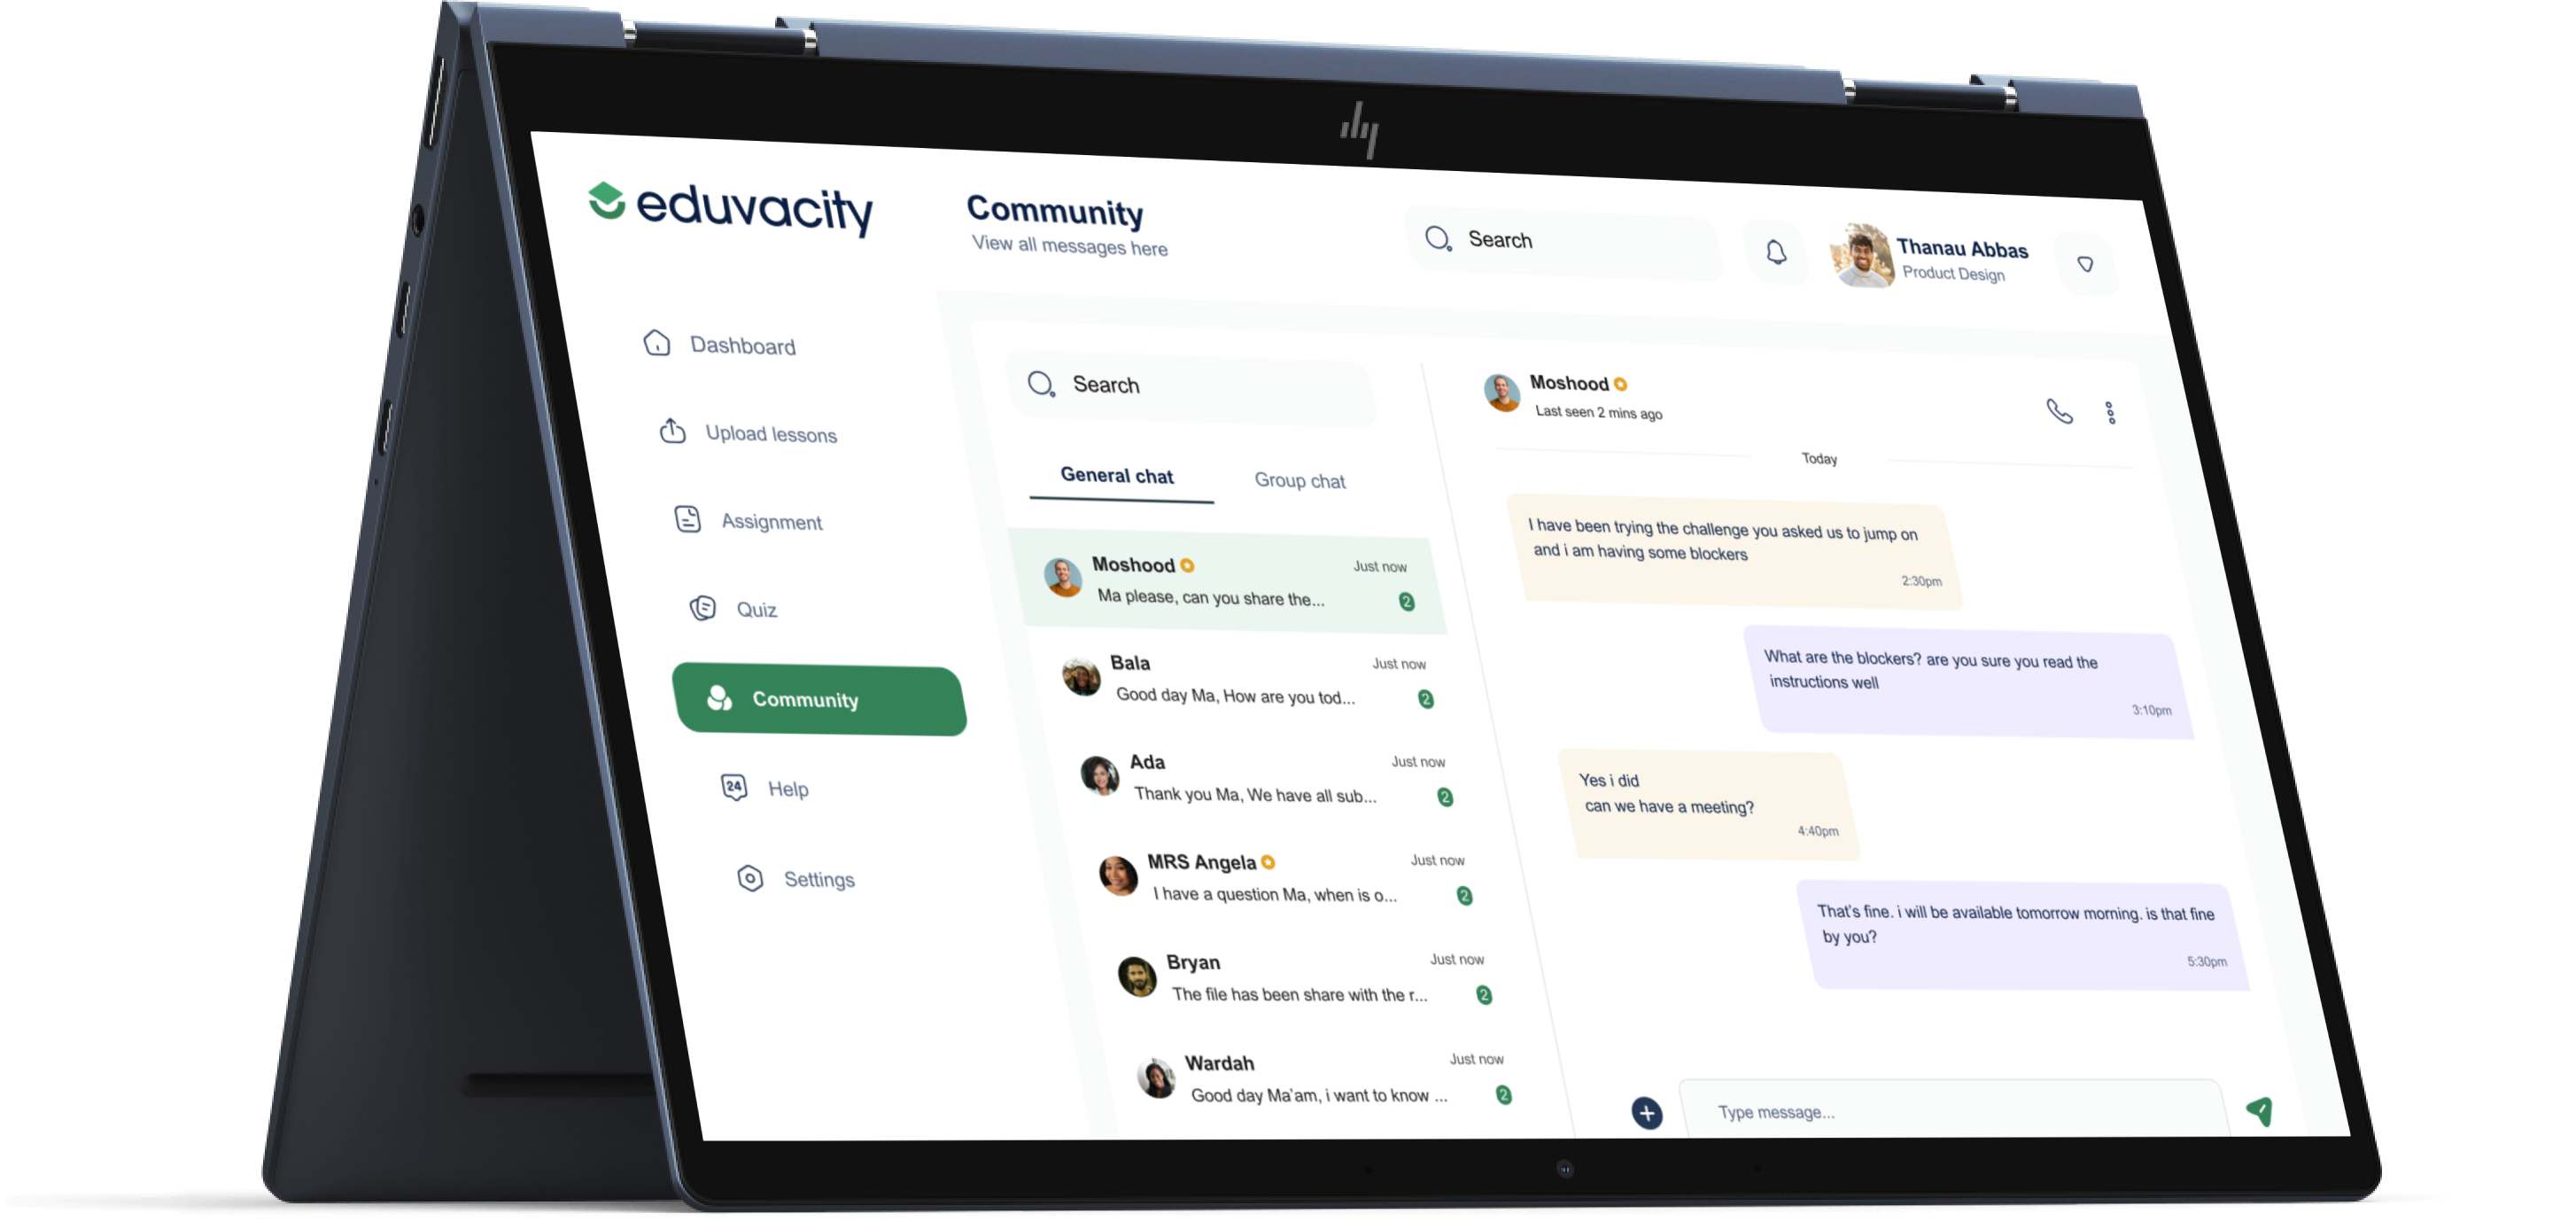 eduvacity
Community
View all messages here
Search
Thanau Abbas
Product Design
Dashboard
Upload lessons
Assignment
Quiz
Community
24
Help
Settings
Search
General chat
Group chat
Moshood
Just now
Ma please, can you share the...
2
Bala
Just now
Good day Ma, How are you tod...
2
Ada
Just now
Thank you Ma, We have all sub...
2
MRS Angela
Just now
I have a question Ma, when is o...
2
Bryan
Just now
The file has been share with the r...
2
Wardah
Just now
Good day Ma'am, i want to know ...
2
Moshood
Last seen 2 mins ago
Today
I have been trying the challenge you asked us to jump on
and i am having some blockers
2:30pm
What are the blockers? are you sure you read the
instructions well
3:10pm
Yes i did
can we have a meeting?
4:40pm
That's fine. i will be available tomorrow morning. is that fine
by you?
5:30pm
Type message...
hp